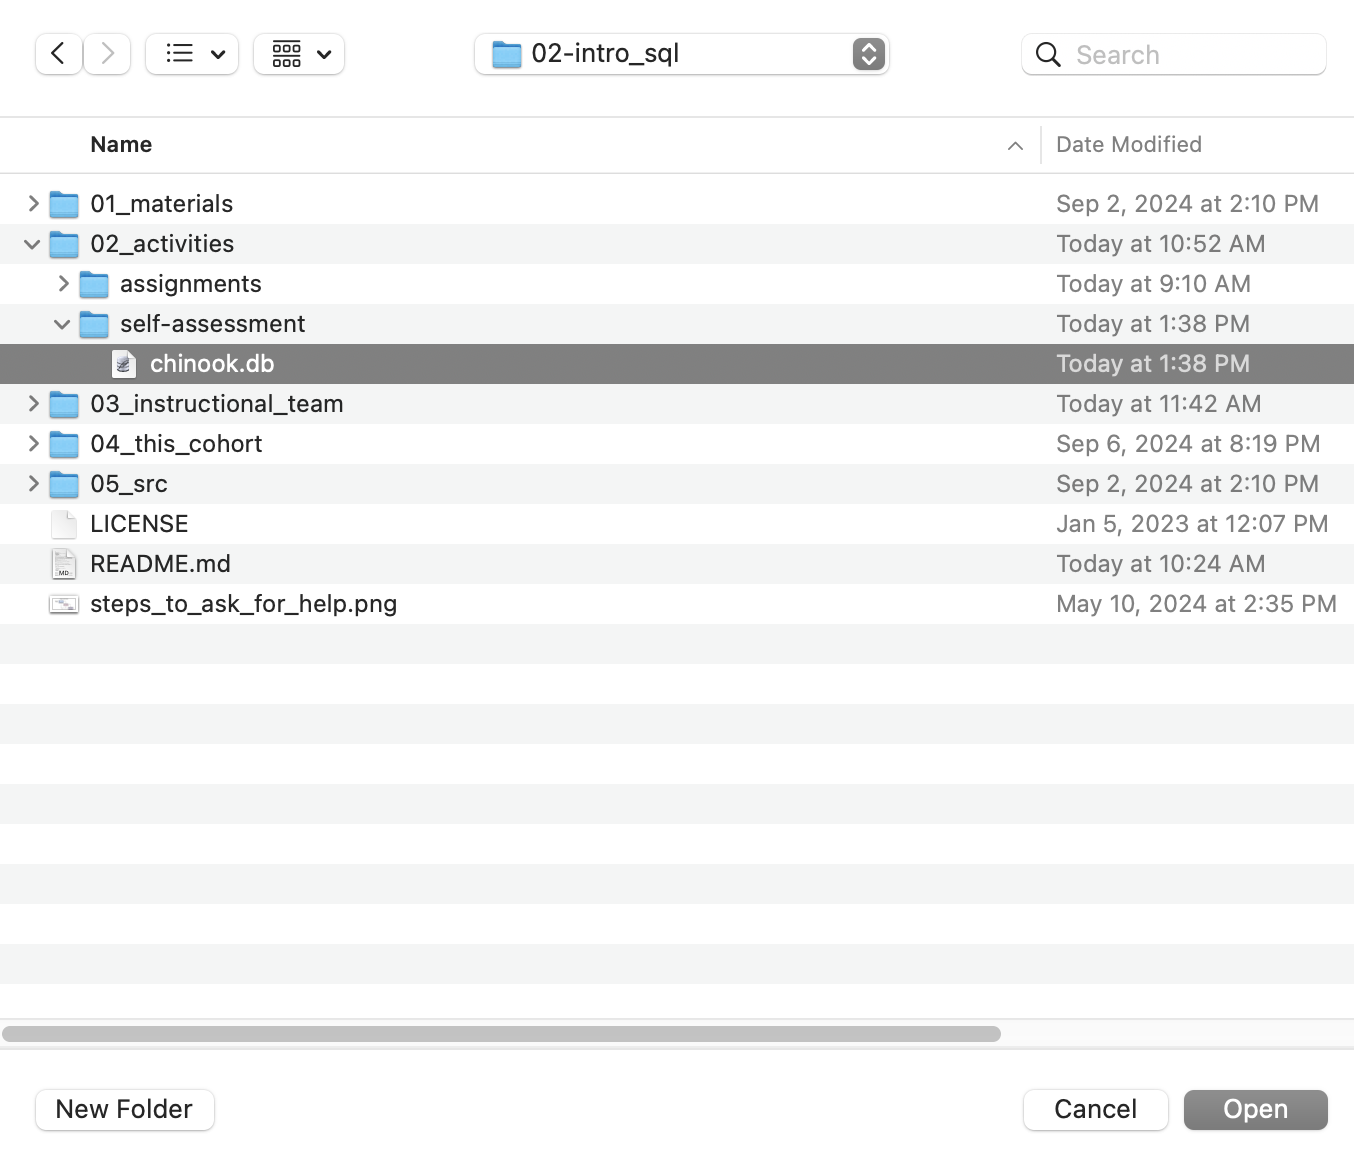 02-intro_sql
Search
Name Date Modified
01_materials Sep 2, 2024 at 2:10 PM
02_activities Today at 10:52 AM
assignments Today at 9:10 AM
self-assessment Today at 1:38 PM
chinook.db Today at 1:38 PM
03_instructional_team Today at 11:42 AM
04_this_cohort Sep 6, 2024 at 8:19 PM
05_src Sep 2, 2024 at 2:10 PM
LICENSE Jan 5, 2023 at 12:07 PM
MD README.md Today at 10:24 AM
steps_to_ask_for_help.png May 10, 2024 at 2:35 PM
New Folder Cancel Open